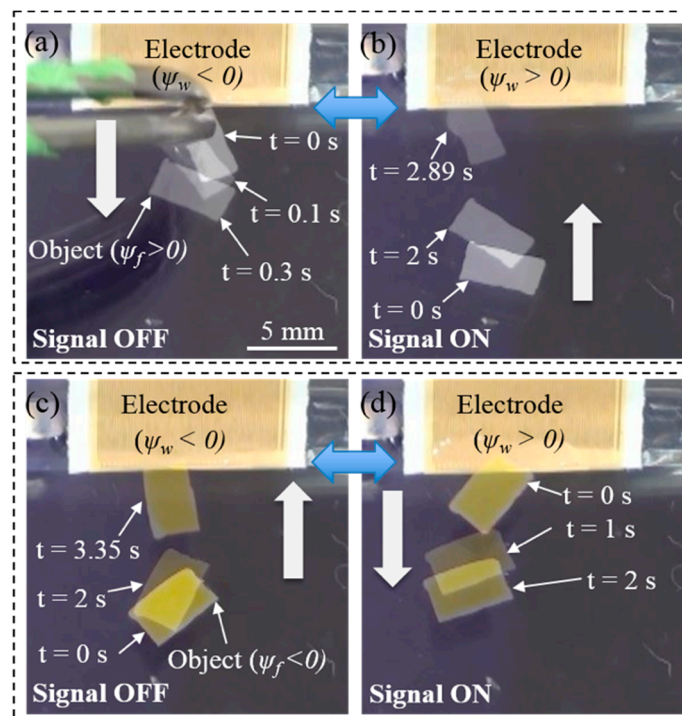 (a)
Electrode
(ψw < 0)
t = 0 s
t = 0.1 s
t = 0.3 s
Object (ψf >0)
Signal OFF
5 mm
(b)
Electrode
(ψw > 0)
t = 2.89 s
t = 2 s
t = 0 s
Signal ON
(c)
Electrode
(ψw < 0)
t = 3.35 s
t = 2 s
t = 0 s
Object (ψf <0)
Signal OFF
(d)
Electrode
(ψw > 0)
t = 0 s
t = 1 s
t = 2 s
Signal ON